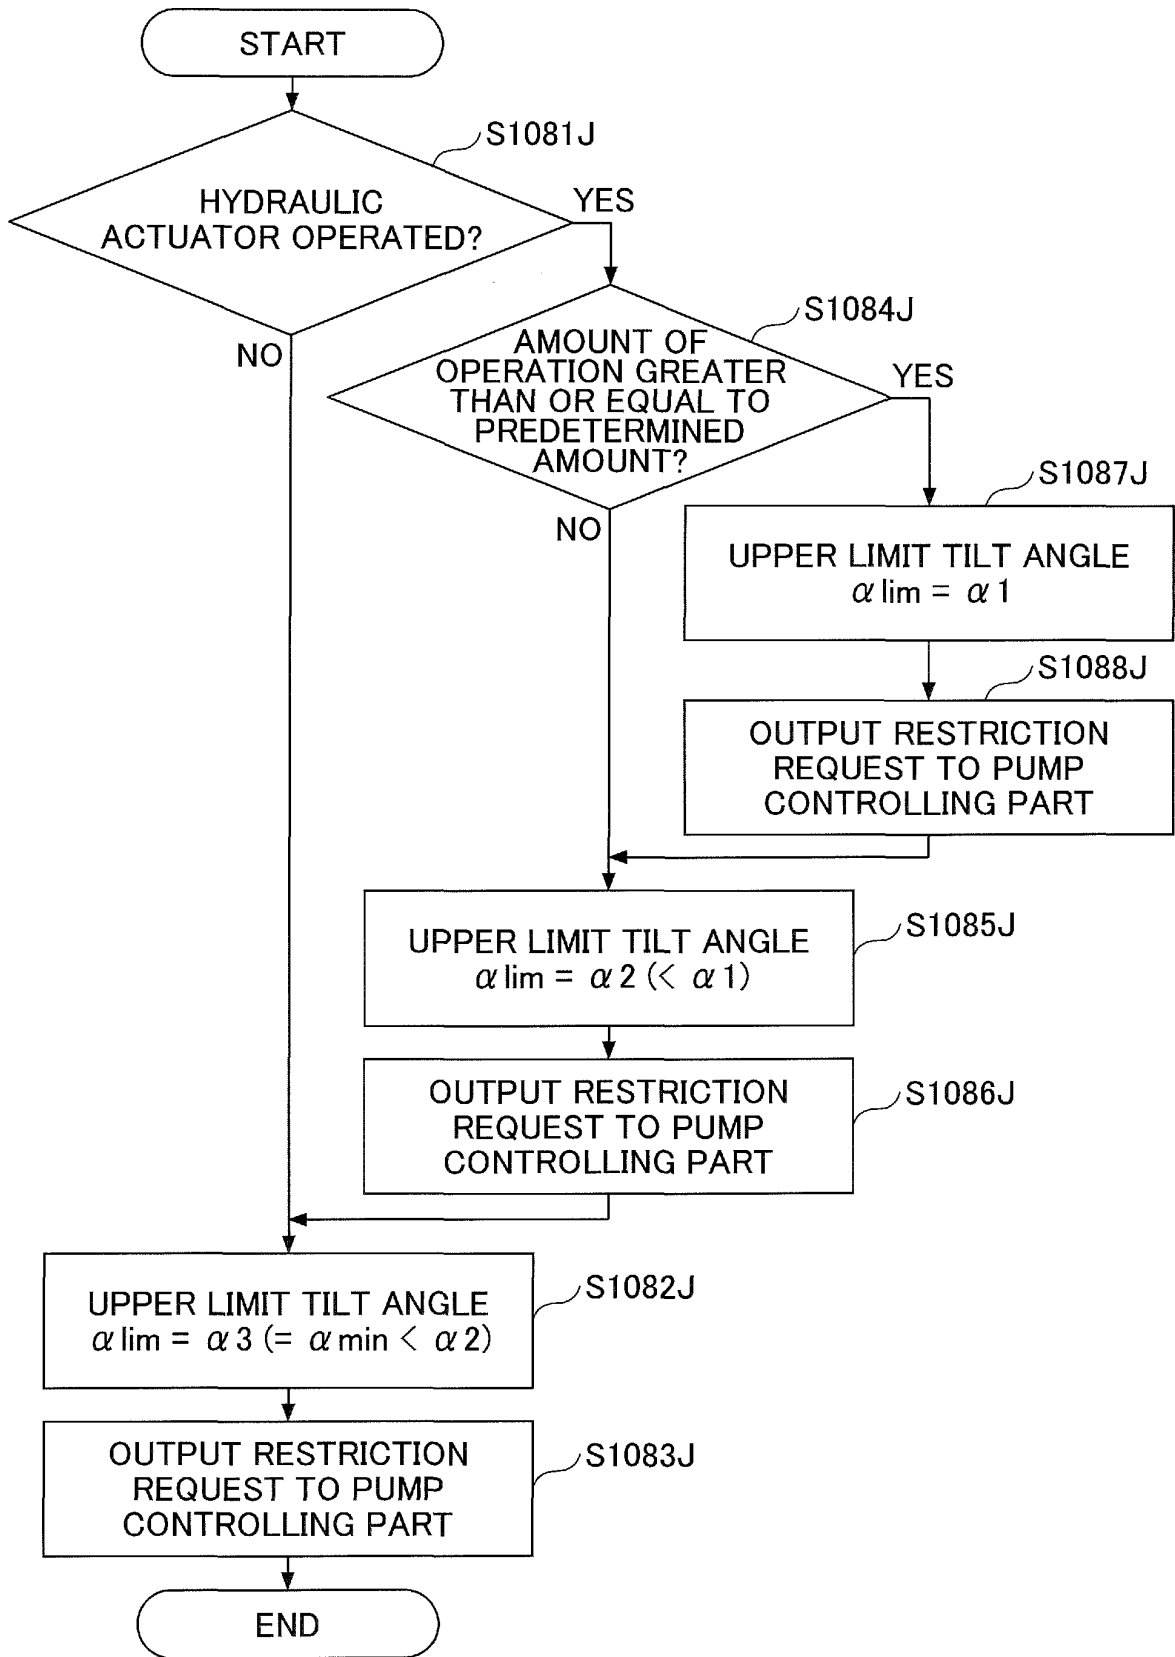 START
S1081J
HYDRAULIC
ACTUATOR OPERATED?
YES
NO
S1084J
AMOUNT OF
OPERATION GREATER
THAN OR EQUAL TO
PREDETERMINED
AMOUNT?
YES
NO
S1087J
UPPER LIMIT TILT ANGLE
α lim = α 1
S1088J
OUTPUT RESTRICTION
REQUEST TO PUMP
CONTROLLING PART
S1085J
UPPER LIMIT TILT ANGLE
α lim = α 2 (< α 1)
S1086J
OUTPUT RESTRICTION
REQUEST TO PUMP
CONTROLLING PART
S1082J
UPPER LIMIT TILT ANGLE
α lim = α 3 (= α min < α 2)
S1083J
OUTPUT RESTRICTION
REQUEST TO PUMP
CONTROLLING PART
END